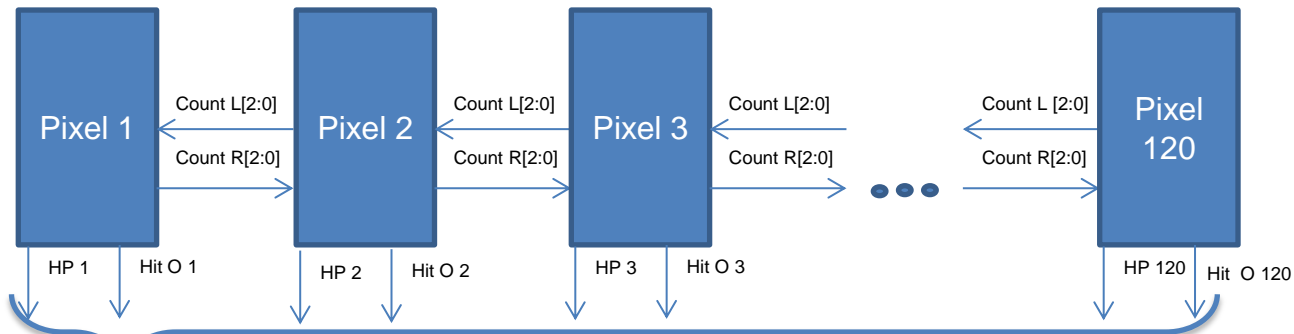 Pixel 1
Pixel 2
Pixel 3
Pixel
120
Count L[2:0]
Count L[2:0]
Count L[2:0]
Count L [2:0]
Count R[2:0]
Count R[2:0]
Count R[2:0]
Count R[2:0]
HP 1
Hit O 1
HP 2
Hit O 2
HP 3
Hit O 3
HP 120
Hit O 120